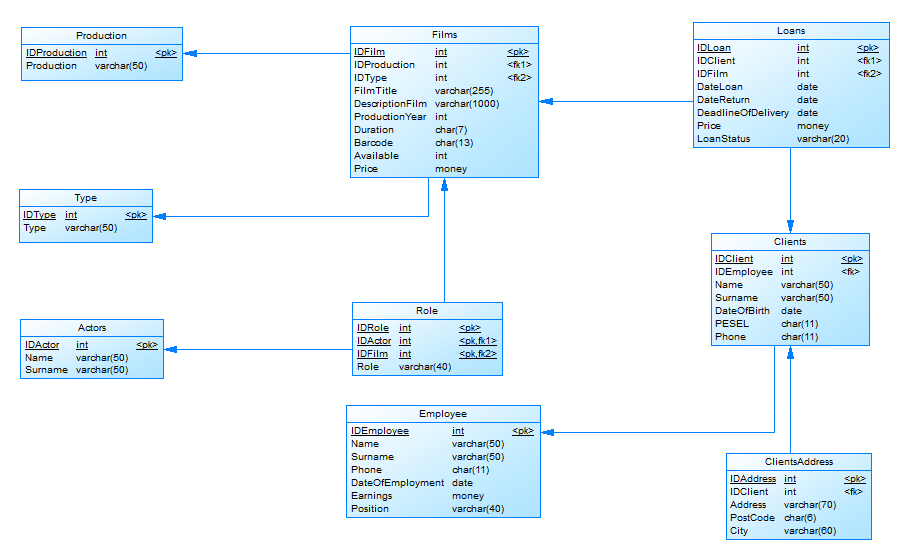 Production
IDProduction int <pk>
Production varchar(50)
Films
IDFilm int <pk>
IDProduction int <fk1>
IDType int <fk2>
FilmTitle varchar(255)
DescriptionFilm varchar(1000)
ProductionYear int
Duration char(7)
Barcode char(13)
Available int
Price money
Loans
IDLoan int <pk>
IDClient int <fk1>
IDFilm int <fk2>
DateLoan date
DateReturn date
DeadlineOfDelivery date
Price money
LoanStatus varchar(20)
Type
IDType int <pk>
Type varchar(50)
Clients
IDClient int <pk>
IDEmployee int <fk>
Name varchar(50)
Surname varchar(50)
DateOfBirth date
PESEL char(11)
Phone char(11)
Actors
IDActor int <pk>
Name varchar(50)
Surname varchar(50)
Role
IDRole int <pk>
IDActor int <pk,fk1>
IDFilm int <pk,fk2>
Role varchar(40)
Employee
IDEmployee int <pk>
Name varchar(50)
Surname varchar(50)
Phone char(11)
DateOfEmployment date
Earnings money
Position varchar(40)
ClientsAddress
IDAddress int <pk>
IDClient int <fk>
Address varchar(70)
PostCode char(6)
City varchar(60)